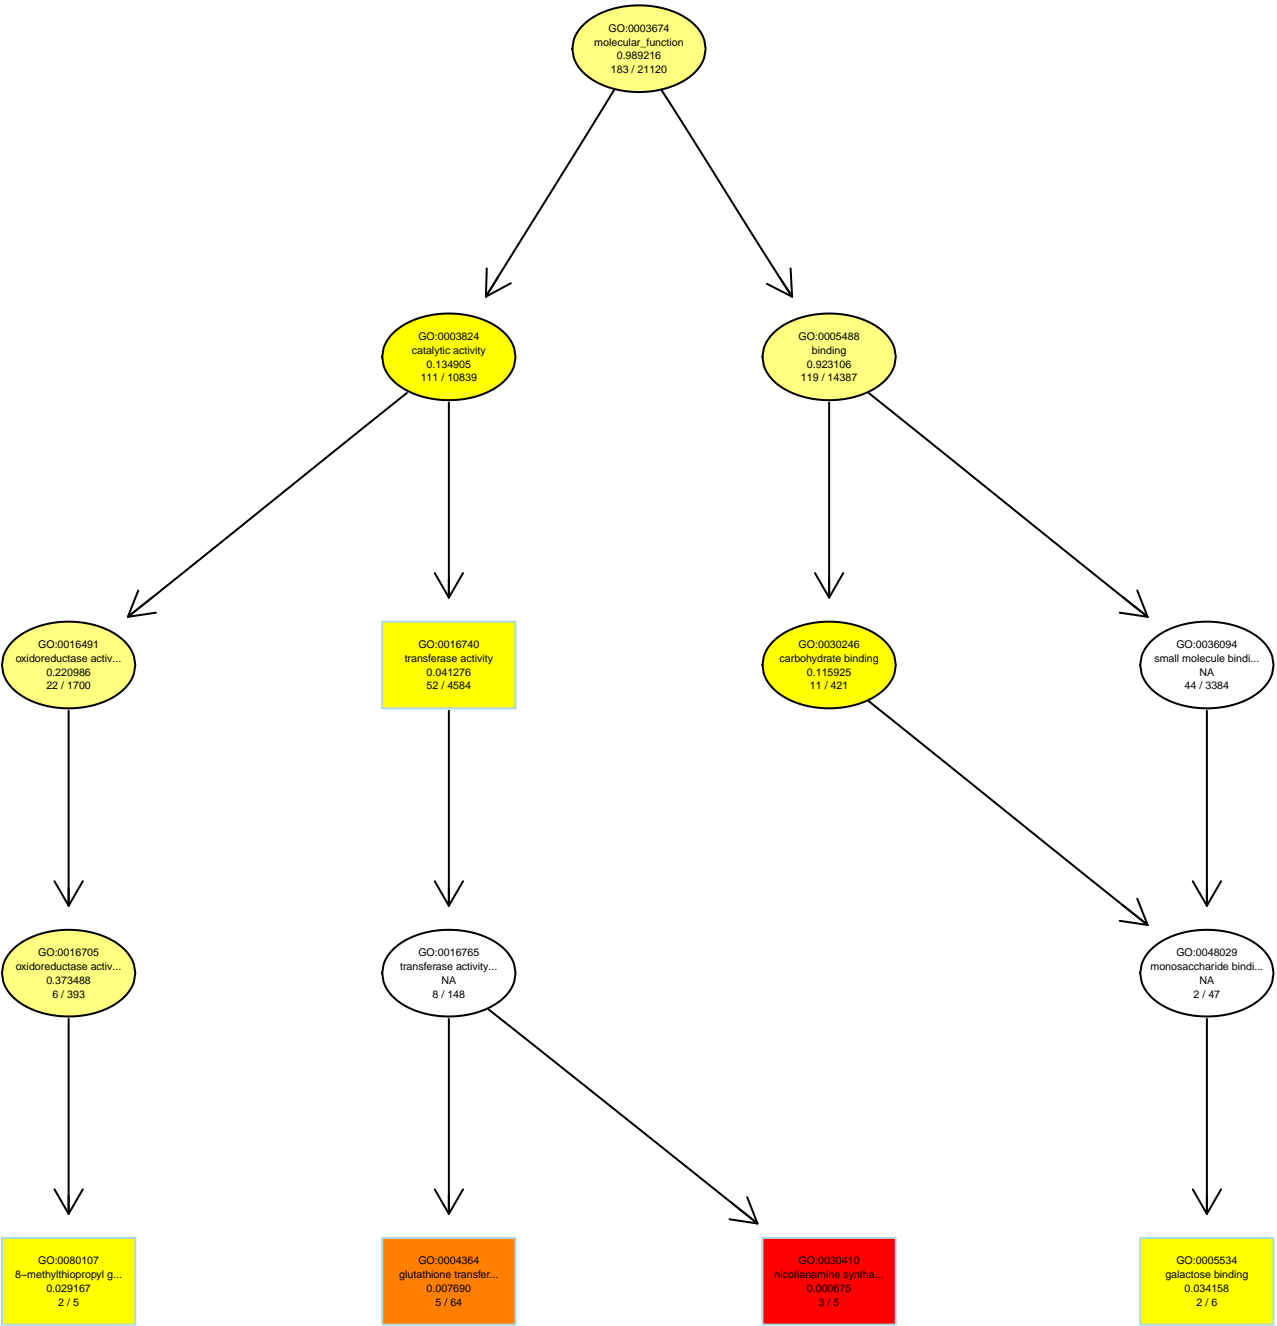 GO:0003674
molecular_function
0.989216
183 / 21120
GO:0003824
catalytic activity
0.134905
111 / 10839
GO:0005488
binding
0.923106
119 / 14387
GO:0016491
oxidoreductase activ...
0.220986
22 / 1700
GO:0016740
transferase activity
0.041276
52 / 4584
GO:0030246
carbohydrate binding
0.115925
11 / 421
GO:0036094
small molecule bindi...
NA
44 / 3384
GO:0016705
oxidoreductase activ...
0.373488
6 / 393
GO:0016765
transferase activity...
NA
8 / 148
GO:0048029
monosaccharide bindi...
NA
2 / 47
GO:0080107
8−methylthiopropyl g...
0.029167
2 / 5
GO:0004364
glutathione transfer...
0.007690
5 / 64
GO:0030410
nicotianamine syntha...
0.000675
3 / 5
GO:0005534
galactose binding
0.034158
2 / 6